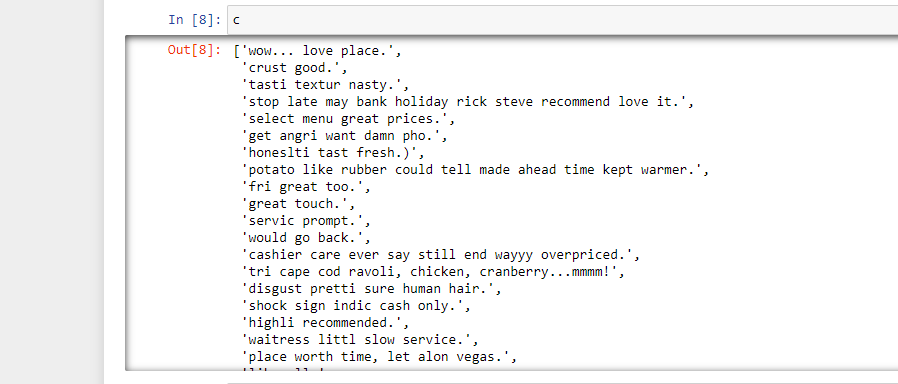 In [8]: c
Out[8]: ['wow... love place.',
'crust good.',
'tasti textur nasty.',
'stop late may bank holiday rick steve recommend love it.',
'select menu great prices.',
'get angri want damn pho.',
'honeslti tast fresh.)',
'potato like rubber could tell made ahead time kept warmer.',
'fri great too.',
'great touch.',
'servic prompt.',
'would go back.',
'cashier care ever say still end wayyy overpriced.',
'tri cape cod ravoli, chicken, cranberry...mmmm!',
'disgust pretti sure human hair.',
'shock sign indic cash only.',
'highli recommended.',
'waitress littl slow service.',
'place worth time, let alon vegas.',